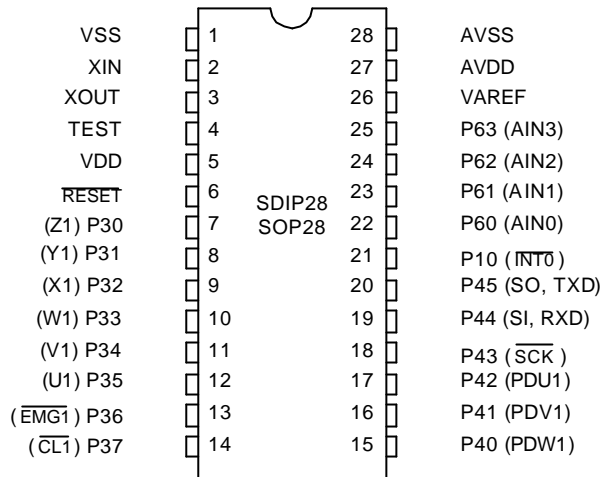 VSS 1 28 AVSS
XIN 2 27 AVDD
XOUT 3 26 VAREF
TEST 4 25 P63 (AIN3)
VDD 5 24 P62 (AIN2)
RESET 6 23 P61 (AIN1)
SDIP28
(Z1) P30 7 SOP28 22 P60 (AIN0)
(Y1) P31 8 21 P10 (INT0)
(X1) P32 9 20 P45 (SO, TXD)
(W1) P33 10 19 P44 (SI, RXD)
(V1) P34 11 18 P43 (SCK)
(U1) P35 12 17 P42 (PDU1)
(EMG1) P36 13 16 P41 (PDV1)
(CL1) P37 14 15 P40 (PDW1)